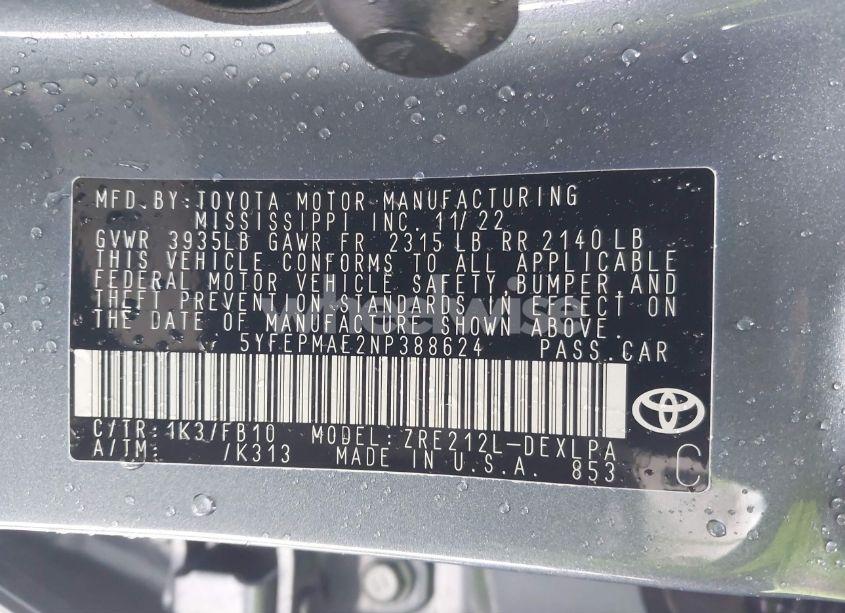 MFD. BY: TOYOTA MOTOR MANUFACTURING
MISSISSIPPI INC. 11/22
GVWR 3935LB GAWR FR 2315 LB RR 2140 LB
THIS VEHICLE CONFORMS TO ALL APPLICABLE
FEDERAL MOTOR VEHICLE SAFETY, BUMPER, AND
THEFT PREVENTION STANDARDS IN EFFECT ON
THE DATE OF MANUFACTURE SHOWN ABOVE.
5YFEPMAE2NP388624 PASS. CAR
C/TR: 1K3/FB10 MODEL: ZRE212L-DEXLPA
A/TM: /K313 MADE IN U.S.A. 853
C